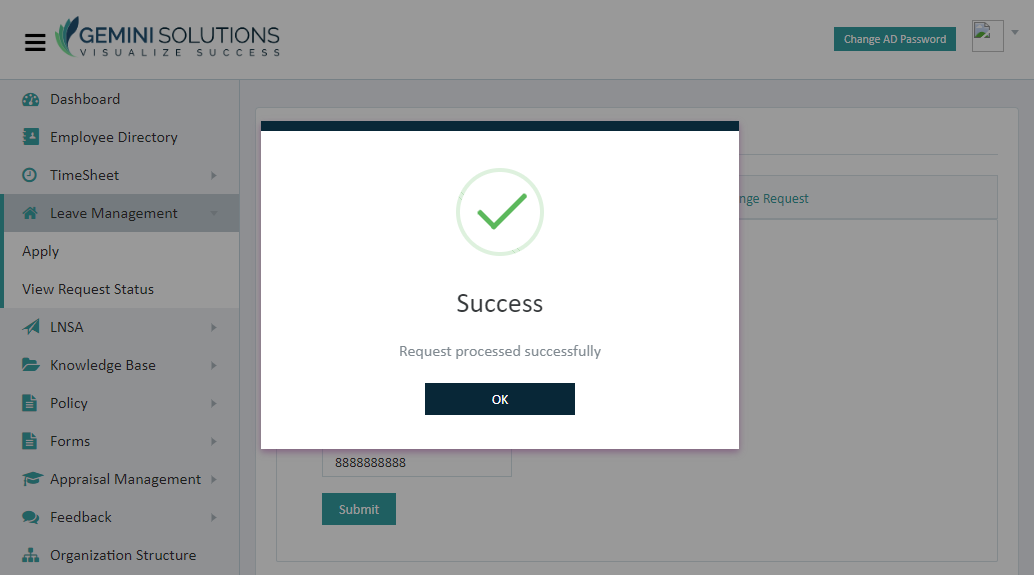 GEMINI SOLUTIONS
VISUALIZE SUCCESS
Change AD Password
Dashboard
Employee Directory
TimeSheet
Leave Management
Apply
View Request Status
LNSA
Knowledge Base
Policy
Forms
Appraisal Management
Feedback
Organization Structure
nge Request
Success
Request processed successfully
OK
8888888888
Submit